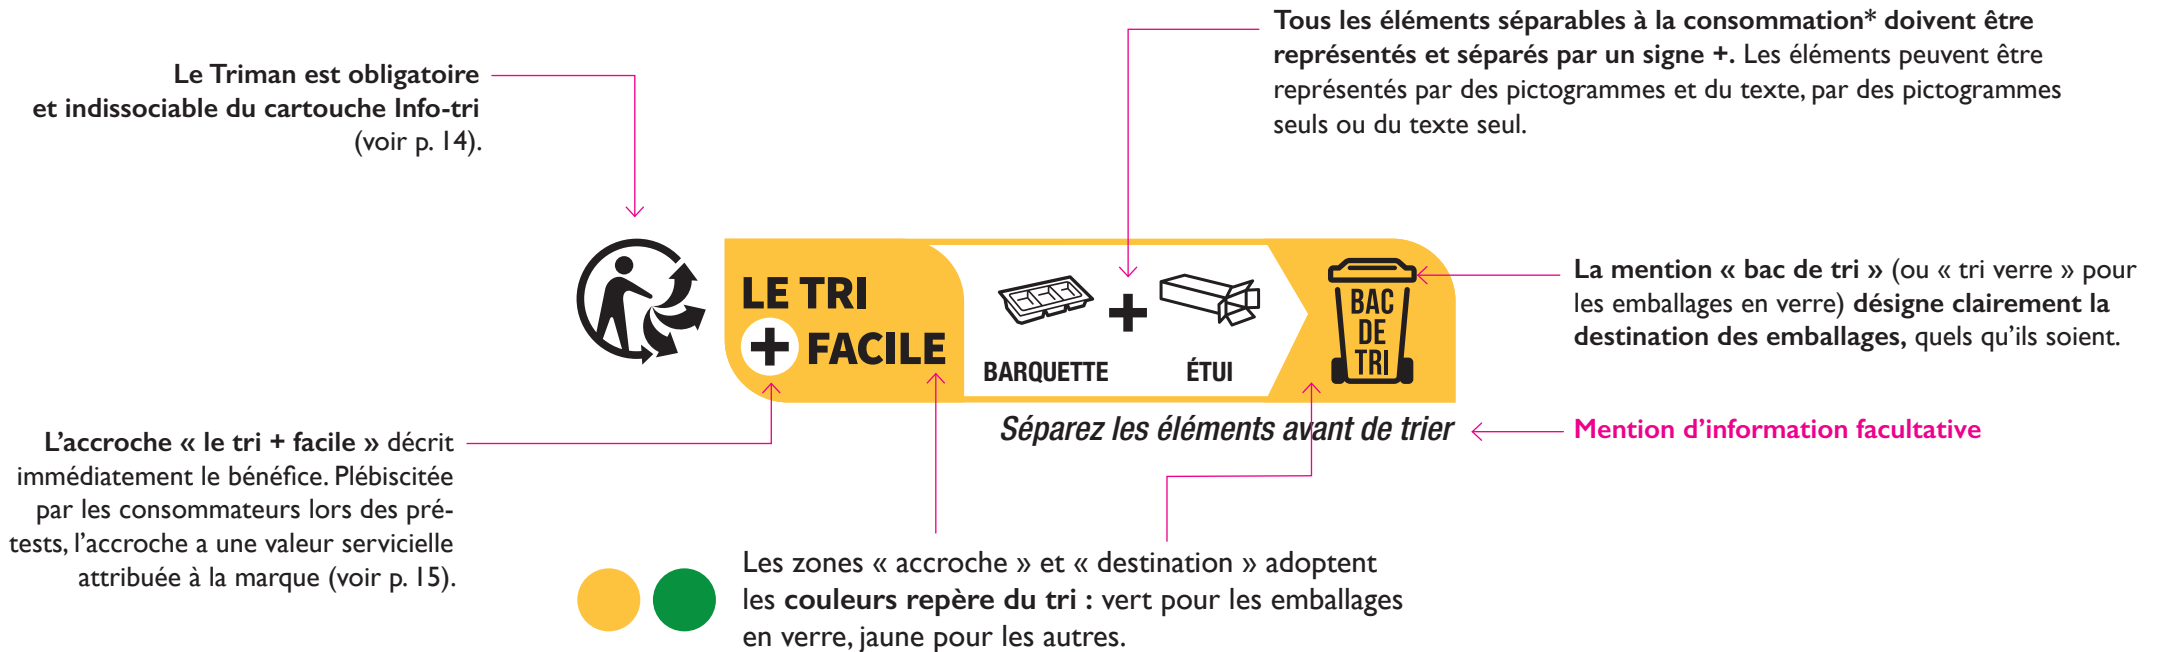 Tous les éléments séparables à la consommation* doivent être
représentés et séparés par un signe +. Les éléments peuvent être
représentés par des pictogrammes et du texte, par des pictogrammes
seuls ou du texte seul.
Le Triman est obligatoire
et indissociable du cartouche Info-tri
(voir p. 14).
LE TRI
+ FACILE
BARQUETTE
+
ÉTUI
BAC
DE
TRI
Séparez les éléments avant de trier
La mention « bac de tri » (ou « tri verre » pour
les emballages en verre) désigne clairement la
destination des emballages, quels qu’ils soient.
Mention d’information facultative
L’accroche « le tri + facile » décrit
immédiatement le bénéfice. Plébiscitée
par les consommateurs lors des pré-
tests, l’accroche a une valeur servicielle
attribuée à la marque (voir p. 15).
Les zones « accroche » et « destination » adoptent
les couleurs repère du tri : vert pour les emballages
en verre, jaune pour les autres.